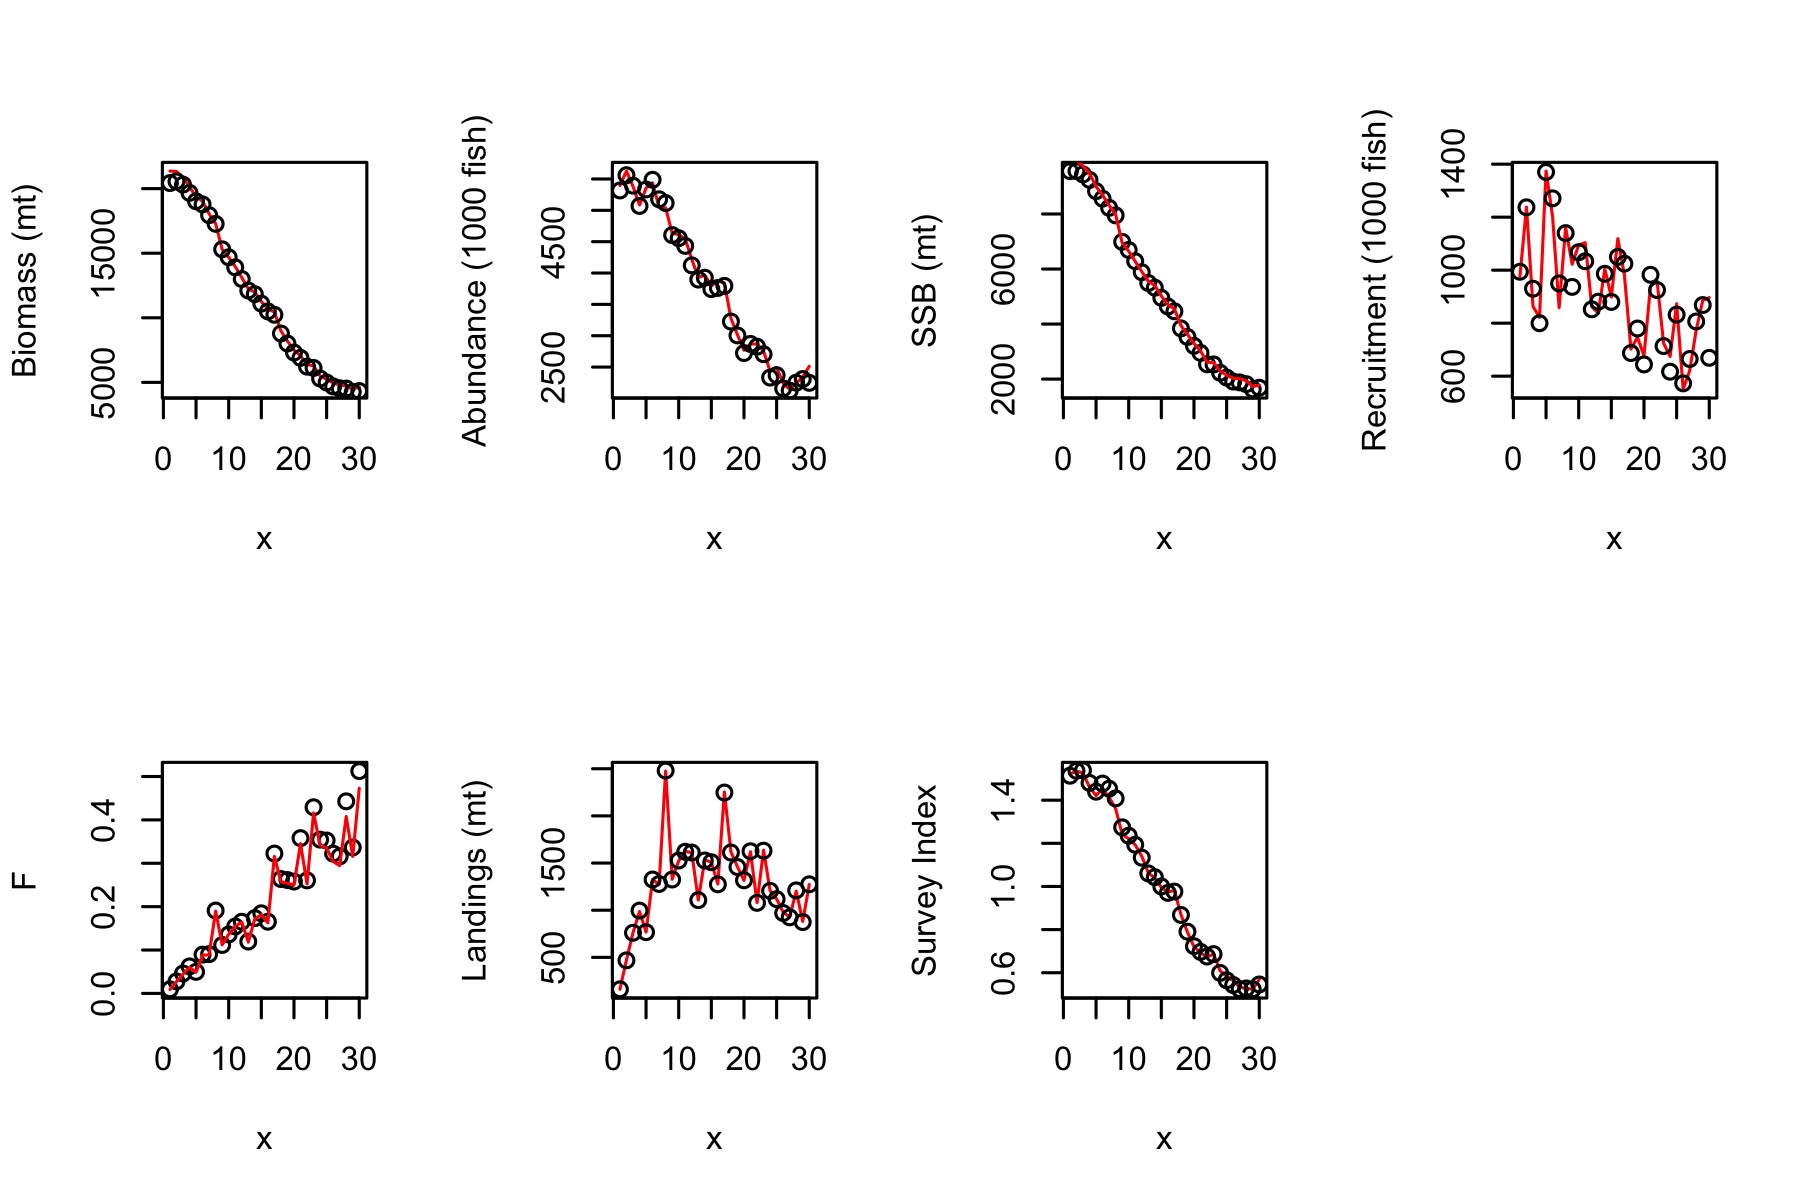 Biomass (mt)
5000 15000
0 10 20 30
x
Abundance (1000 fish)
2500 4500
0 10 20 30
x
SSB (mt)
2000 6000
0 10 20 30
x
Recruitment (1000 fish)
600 1000 1400
0 10 20 30
x
F
0.0 0.2 0.4
0 10 20 30
x
Landings (mt)
500 1500
0 10 20 30
x
Survey Index
0.6 1.0 1.4
0 10 20 30
x